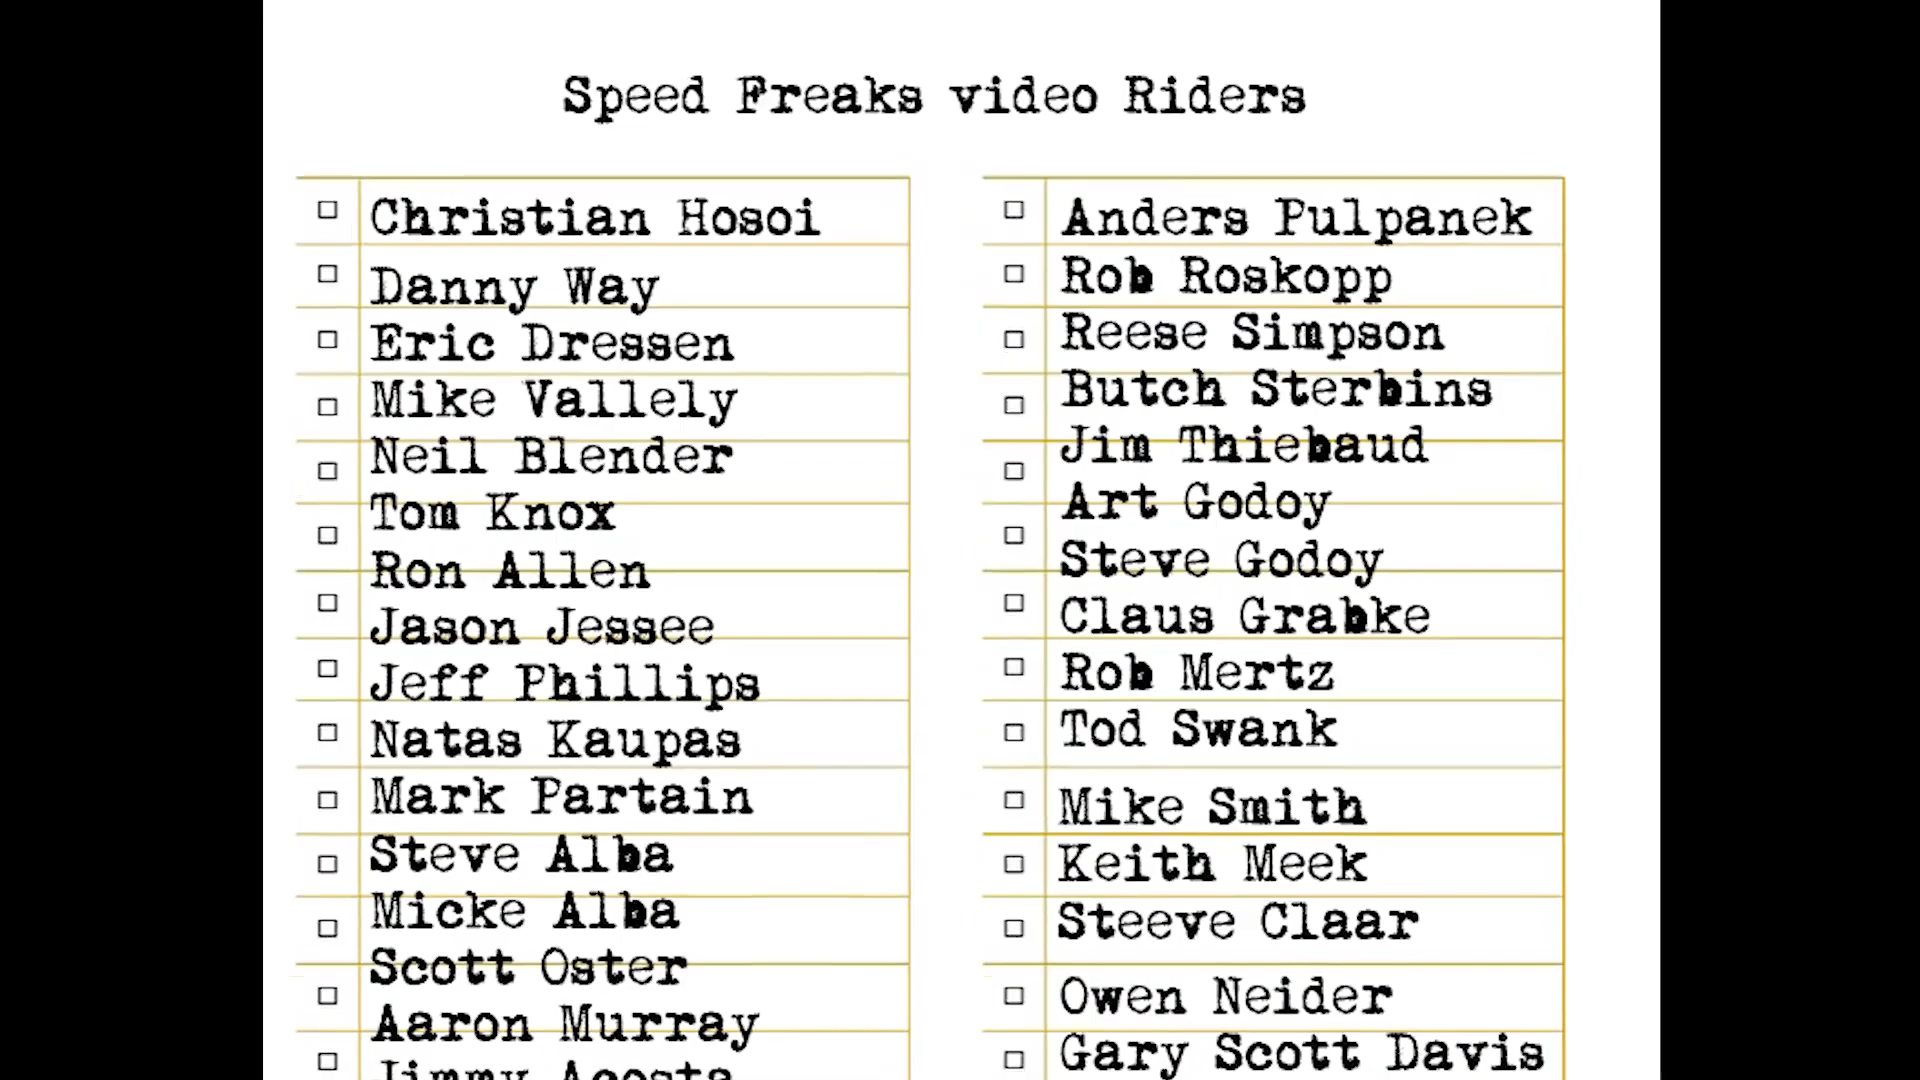 Speed Freaks video Riders
Christian Hosoi
Danny Way
Eric Dressen
Mike Vallely
Neil Blender
Tom Knox
Ron Allen
Jason Jessee
Jeff Phillips
Natas Kaupas
Mark Partain
Steve Alba
Micke Alba
Scott Oster
Aaron Murray
Jimmy Acosta
Anders Pulpanek
Rob Roskopp
Reese Simpson
Butch Sterbins
Jim Thiebaud
Art Godoy
Steve Godoy
Claus Grabke
Rob Mertz
Tod Swank
Mike Smith
Keith Meek
Steeve Claar
Owen Neider
Gary Scott Davis